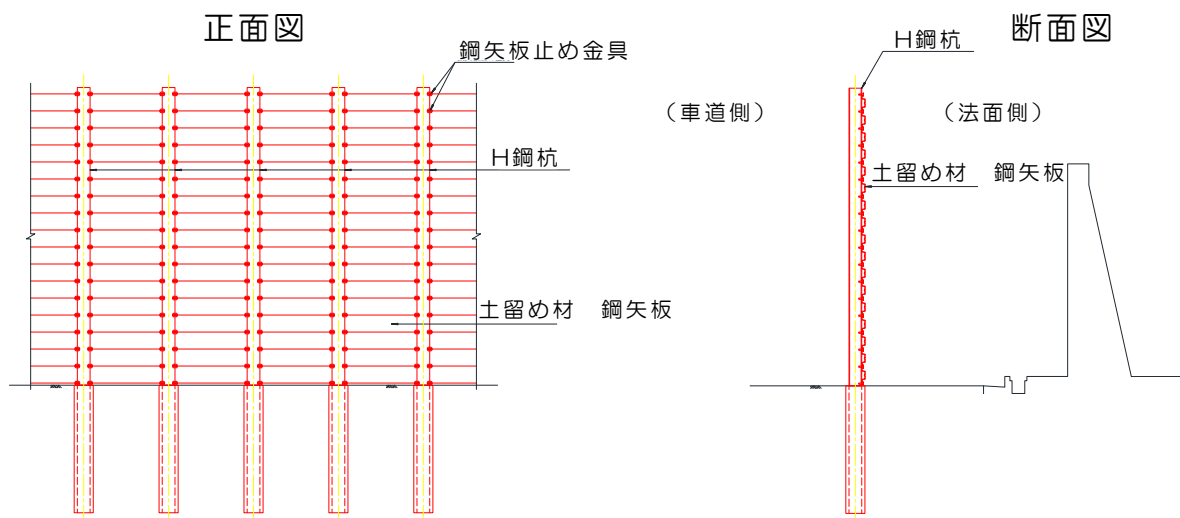 正面図
断面図
鋼矢板止め金具
H鋼杭
(車道側)
(法面側)
H鋼杭
土留め材 鋼矢板
土留め材 鋼矢板